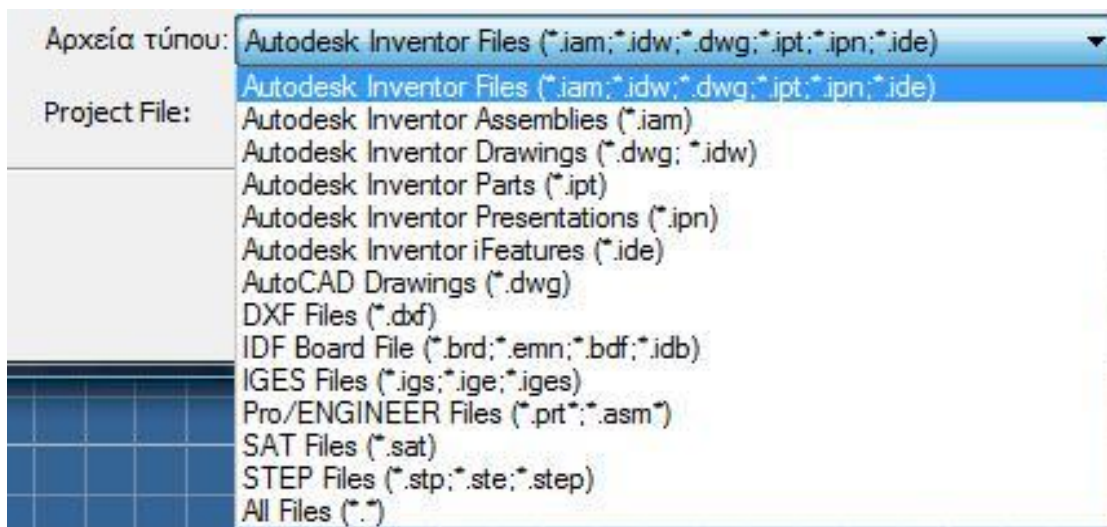 Αρχεία τύπου: Autodesk Inventor Files (*.iam;*.idw;*.dwg;*.ipt;*.ipn;*.ide)
Project File:
Autodesk Inventor Files (*.iam;*.idw;*.dwg;*.ipt;*.ipn;*.ide)
Autodesk Inventor Assemblies (*.iam)
Autodesk Inventor Drawings (*.dwg; *.idw)
Autodesk Inventor Parts (*.ipt)
Autodesk Inventor Presentations (*.ipn)
Autodesk Inventor iFeatures (*.ide)
AutoCAD Drawings (*.dwg)
DXF Files (*.dxf)
IDF Board File (*.brd;*.emn;*.bdf;*.idb)
IGES Files (*.igs;*.ige;*.iges)
Pro/ENGINEER Files (*.prt*;*.asm*)
SAT Files (*.sat)
STEP Files (*.stp;*.ste;*.step)
All Files (*.*)